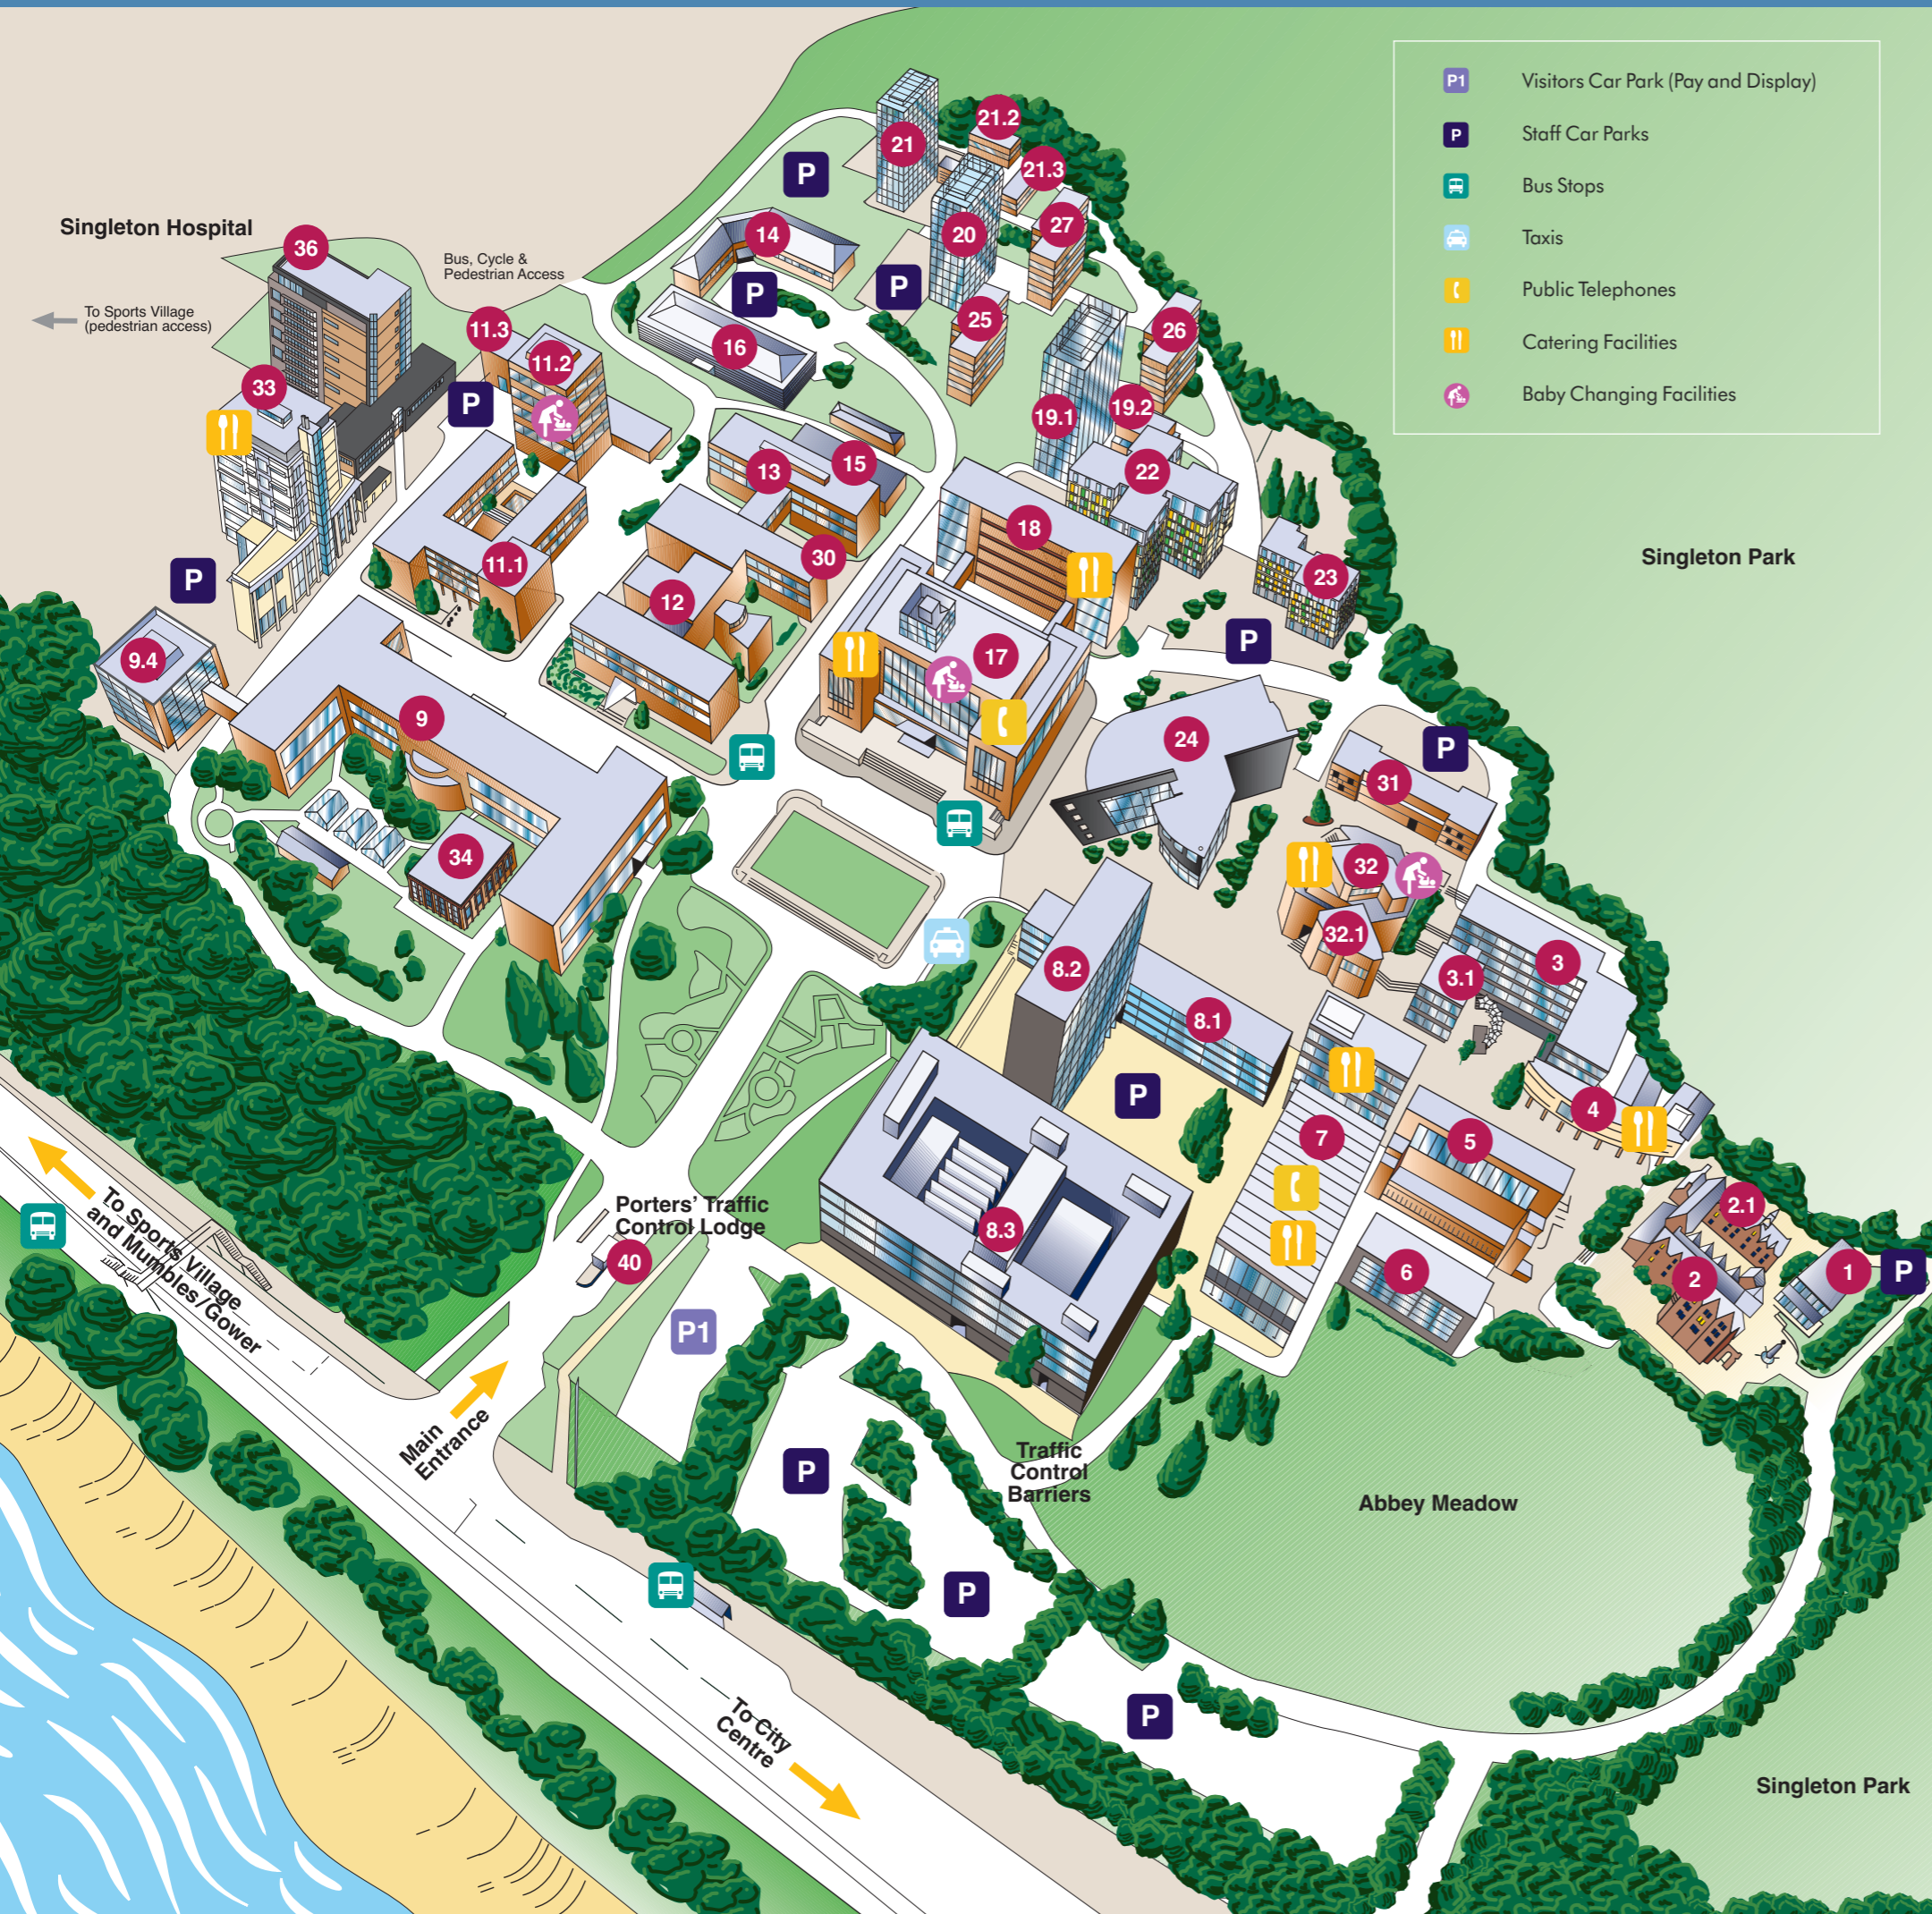 P1 Visitors Car Park (Pay and Display)
P Staff Car Parks
Bus Stops
Taxis
Public Telephones
Catering Facilities
Baby Changing Facilities
21.2
21
21.3
P
27
14
20
Singleton Hospital
36
Bus, Cycle &
Pedestrian Access
P
P
To Sports Village
(pedestrian access)
11.3
25
26
16
11.2
33
P
19.1
19.2
13
15
22
18
Singleton Park
30
11.1
P
23
12
P
9.4
17
9
24
P
31
34
32
32.1
8.2
3
3.1
8.1
P
4
7
5
Porters’ Traffic
Control Lodge
40
8.3
2.1
2
1
P
6
To Sports Village
and Mumbles/Gower
P1
Main
Entrance
P
Traffic
Control
Barriers
Abbey Meadow
P
P
To City
Centre
Singleton Park